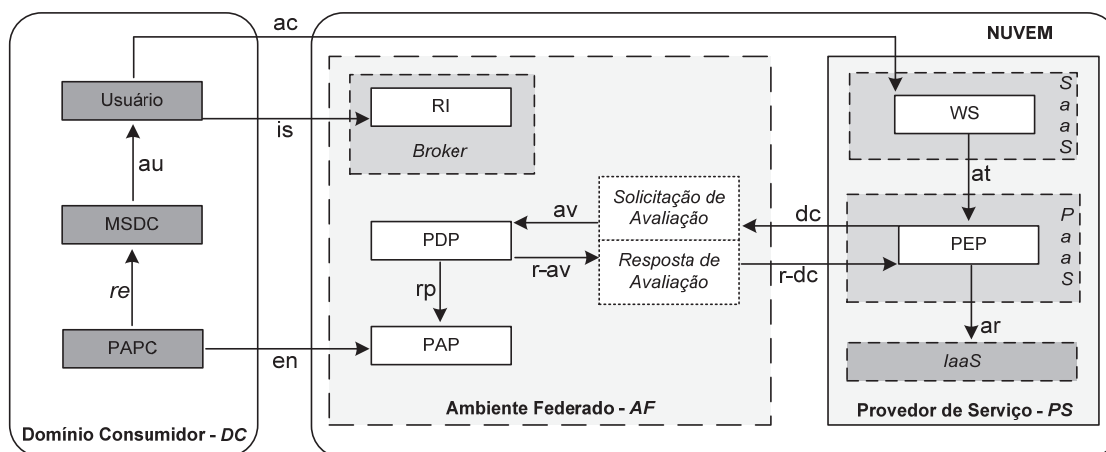 ac
NUVEM
Usuário
is
RI
Broker
WS
SaaS
au
at
MSDC
Solicitação de
Avaliação
av
dc
PDP
PEP
PaaS
Resposta de
Avaliação
r-av
r-dc
re
rp
ar
PAPC
en
PAP
IaaS
Ambiente Federado - AF
Provedor de Serviço - PS
Domínio Consumidor - DC